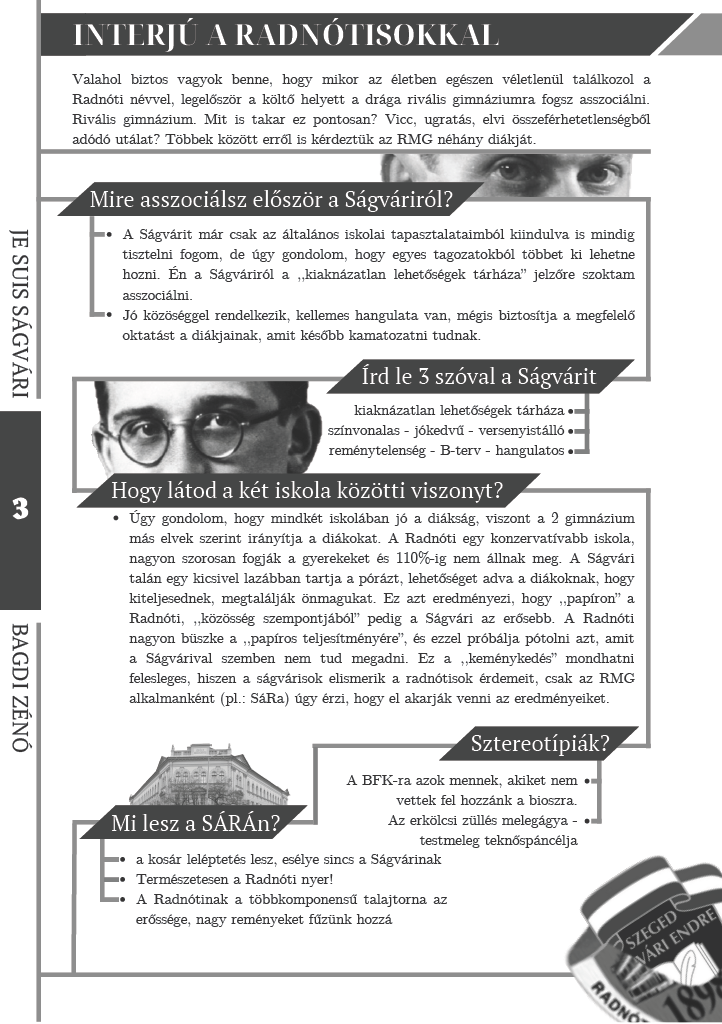 INTERJÚ A RADNÓTISOKKAL
Valahol biztos vagyok benne, hogy mikor az életben egészen véletlenül találkozol a
Radnóti névvel, legelőször a költő helyett a drága rivális gimnáziumra fogsz asszociálni.
Rivális gimnázium. Mit is takar ez pontosan? Vicc, ugratás, elvi összeférhetetlenségből
adódó utálat? Többek között erről is kérdeztük az RMG néhány diákját.
Mire asszociálsz először a Ságváriról?
• A Ságvárit már csak az általános iskolai tapasztalataimból kiindulva is mindig
tisztelni fogom, de úgy gondolom, hogy egyes tagozatokból többet ki lehetne
hozni. Én a Ságváriról a ,,kiaknázatlan lehetőségek tárháza” jelzőre szoktam
asszociálni.
• Jó közöséggel rendelkezik, kellemes hangulata van, mégis biztosítja a megfelelő
oktatást a diákjainak, amit később kamatozatni tudnak.
Írd le 3 szóval a Ságvárit
kiaknázatlan lehetőségek tárháza •
színvonalas - jókedvű - versenyistálló •
reménytelenség - B-terv - hangulatos •
Hogy látod a két iskola közötti viszonyt?
• Úgy gondolom, hogy mindkét iskolában jó a diákság, viszont a 2 gimnázium
más elvek szerint irányítja a diákokat. A Radnóti egy konzervatívabb iskola,
nagyon szorosan fogják a gyerekeket és 110%-ig nem állnak meg. A Ságvári
talán egy kicsivel lazábban tartja a pórázt, lehetőséget adva a diákoknak, hogy
kiteljesednek, megtalálják önmagukat. Ez azt eredményezi, hogy ,,papíron” a
Radnóti, ,,közösség szempontjából” pedig a Ságvári az erősebb. A Radnóti
nagyon büszke a ,,papíros teljesítményére”, és ezzel próbálja pótolni azt, amit
a Ságvárival szemben nem tud megadni. Ez a ,,keménykedés” mondhatni
felesleges, hiszen a ságvárisok elismerik a radnótisok érdemeit, csak az RMG
alkalmanként (pl.: SáRa) úgy érzi, hogy el akarják venni az eredményeiket.
Sztereotípiák?
A BFK-ra azok mennek, akiket nem •
vettek fel hozzánk a bioszra.
Az erkölcsi züllés melegágya - •
testmeleg teknőspáncélja
Mi lesz a SÁRÁn?
• a kosár leléptetés lesz, esélye sincs a Ságvárinak
• Természetesen a Radnóti nyer!
• A Radnótinak a többkomponensű talajtorna az
erőssége, nagy reményeket fűzünk hozzá
JE SUIS SÁGVÁRI
3
BAGDI ZÉNÓ
SZEGED
VÁRI ENDRE
RADNÓT
1898